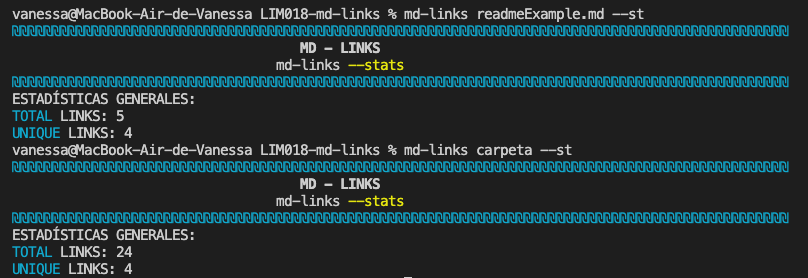 vanessa@MacBook-Air-de-Vanessa LIM018-md-links % md-links readmeExample.md --st
MD - LINKS
md-links --stats
ESTADÍSTICAS GENERALES:
TOTAL LINKS: 5
UNIQUE LINKS: 4
vanessa@MacBook-Air-de-Vanessa LIM018-md-links % md-links carpeta --st
MD - LINKS
md-links --stats
ESTADÍSTICAS GENERALES:
TOTAL LINKS: 24
UNIQUE LINKS: 4